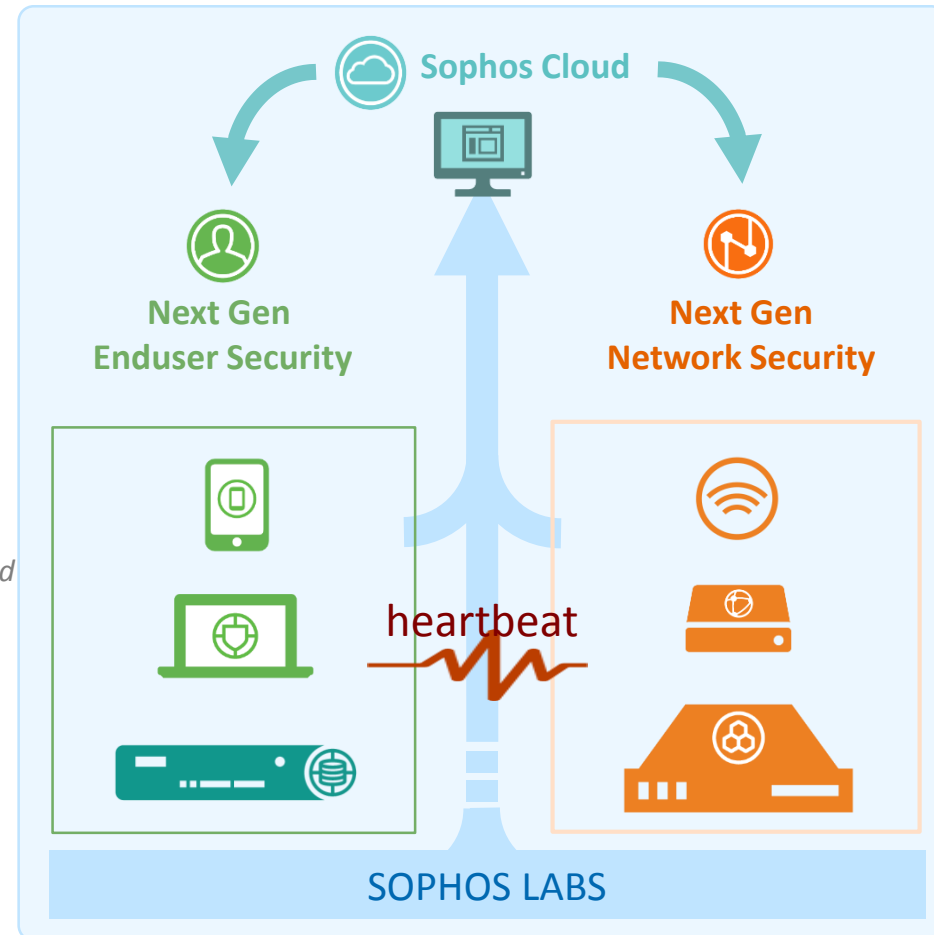 Sophos Cloud
Next Gen
Enduser Security
Next Gen
Network Security
d
heartbeat
SOPHOS LABS